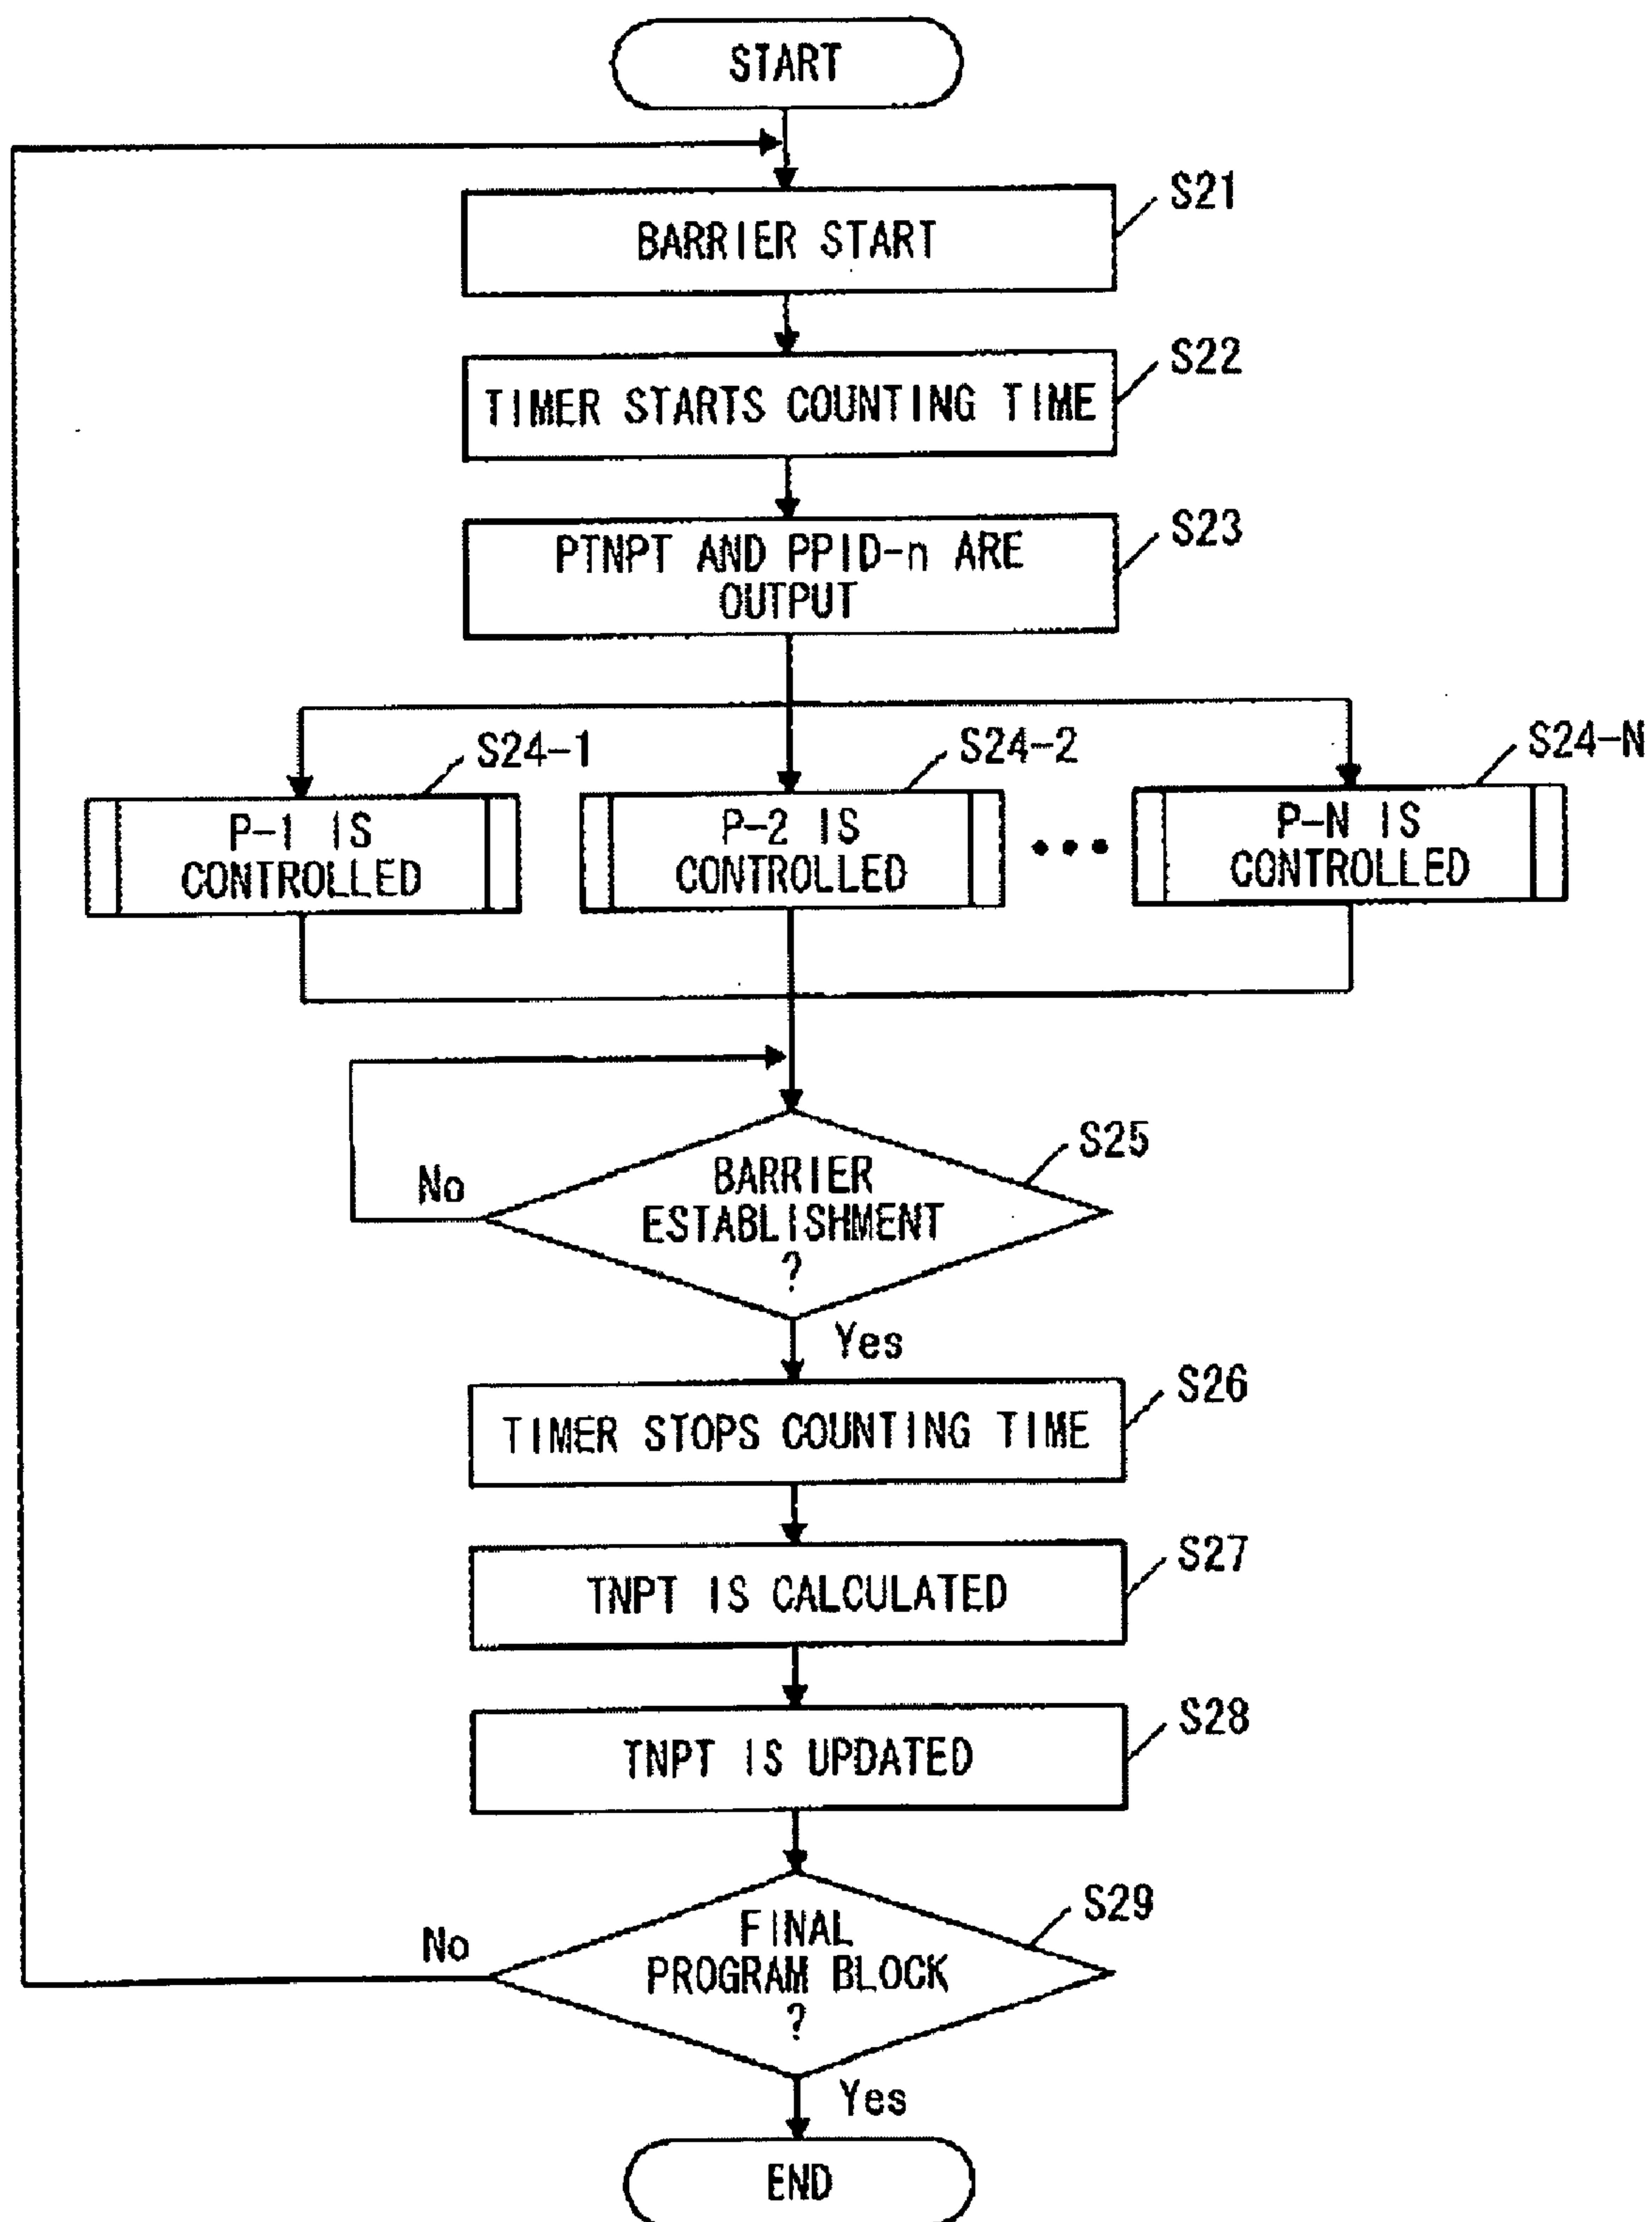 START
BARRIER START
S21
TIMER STARTS COUNTING TIME
S22
PTNPT AND PPID-n ARE
OUTPUT
S23
P-1 IS
CONTROLLED
S24-1
P-2 IS
CONTROLLED
S24-2
P-N IS
CONTROLLED
S24-N
BARRIER
ESTABLISHMENT
?
S25
No
Yes
TIMER STOPS COUNTING TIME
S26
TNPT IS CALCULATED
S27
TNPT IS UPDATED
S28
FINAL
PROGRAM BLOCK
?
S29
No
Yes
END